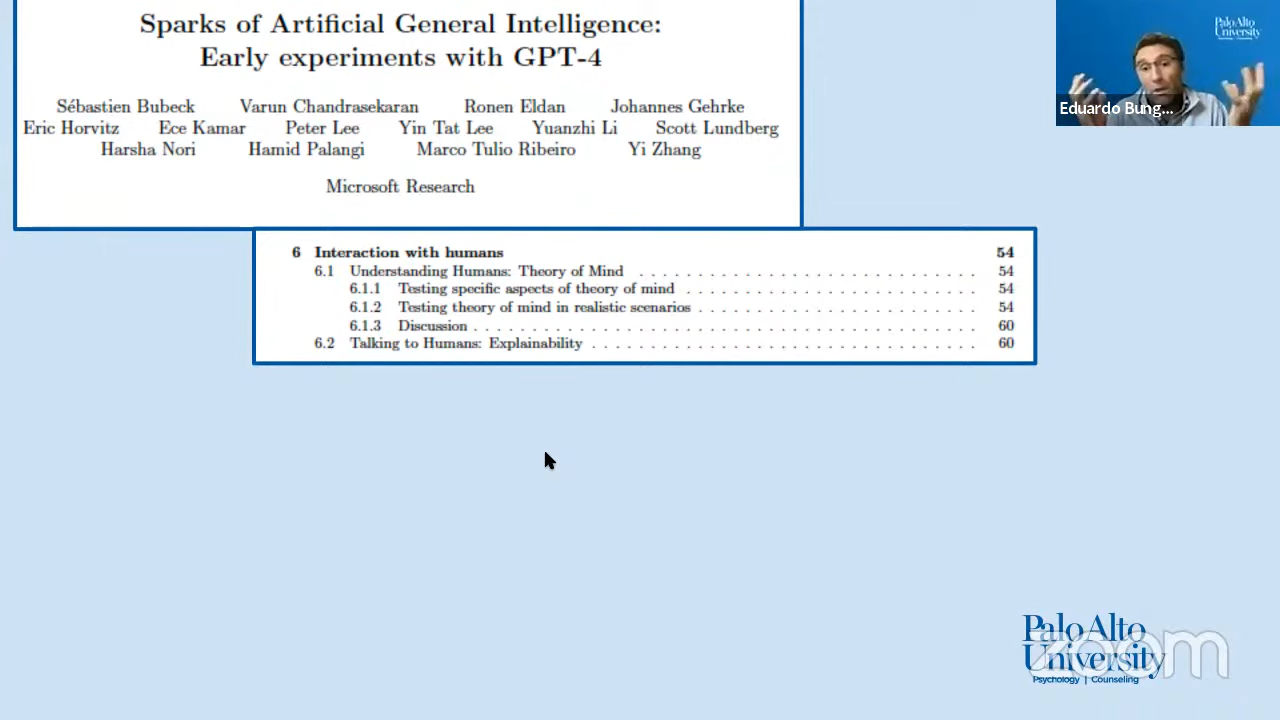 Sparks of Artificial General Intelligence:
Early experiments with GPT-4
Sébastien Bubeck Varun Chandrasekaran Ronen Eldan Johannes Gehrke
Eric Horvitz Ece Kamar Peter Lee Yin Tat Lee Yuanzhi Li Scott Lundberg
Harsha Nori Hamid Palangi Marco Tulio Ribeiro Yi Zhang
Microsoft Research
Palo Alto
University
Psychology | Counseling
Eduardo Bung...
6 Interaction with humans 54
6.1 Understanding Humans: Theory of Mind . . . . . . . . . . . . . . . . . . . . . . . . . . . . . 54
6.1.1 Testing specific aspects of theory of mind . . . . . . . . . . . . . . . . . . . . . . . . . 54
6.1.2 Testing theory of mind in realistic scenarios . . . . . . . . . . . . . . . . . . . . . . . . 54
6.1.3 Discussion . . . . . . . . . . . . . . . . . . . . . . . . . . . . . . . . . . . . . . . 60
6.2 Talking to Humans: Explainability . . . . . . . . . . . . . . . . . . . . . . . . . . . . . . . . 60
Palo Alto
University
zoom
Psychology | Counseling